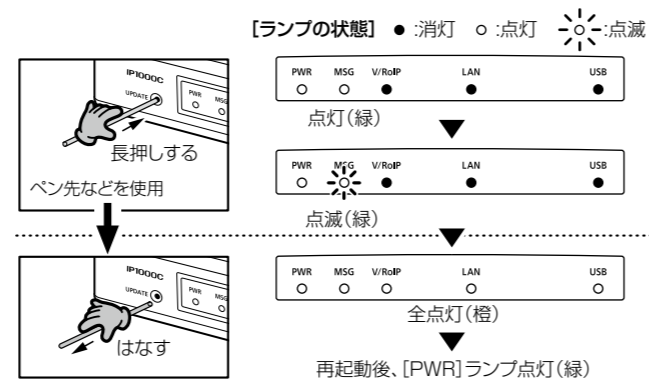 [ランプの状態] ● :消灯 ○ :点灯 :点滅
IP1000C
UPDATE
PWR MSG
長押しする
ペン先などを使用
PWR MSG V/RoIP LAN USB
点灯(緑)
PWR MSG V/RoIP LAN USB
点滅(緑)
IP1000C
UPDATE
PWR MSG
はなす
PWR MSG V/RoIP LAN USB
全点灯(橙)
再起動後、[PWR]ランプ点灯(緑)